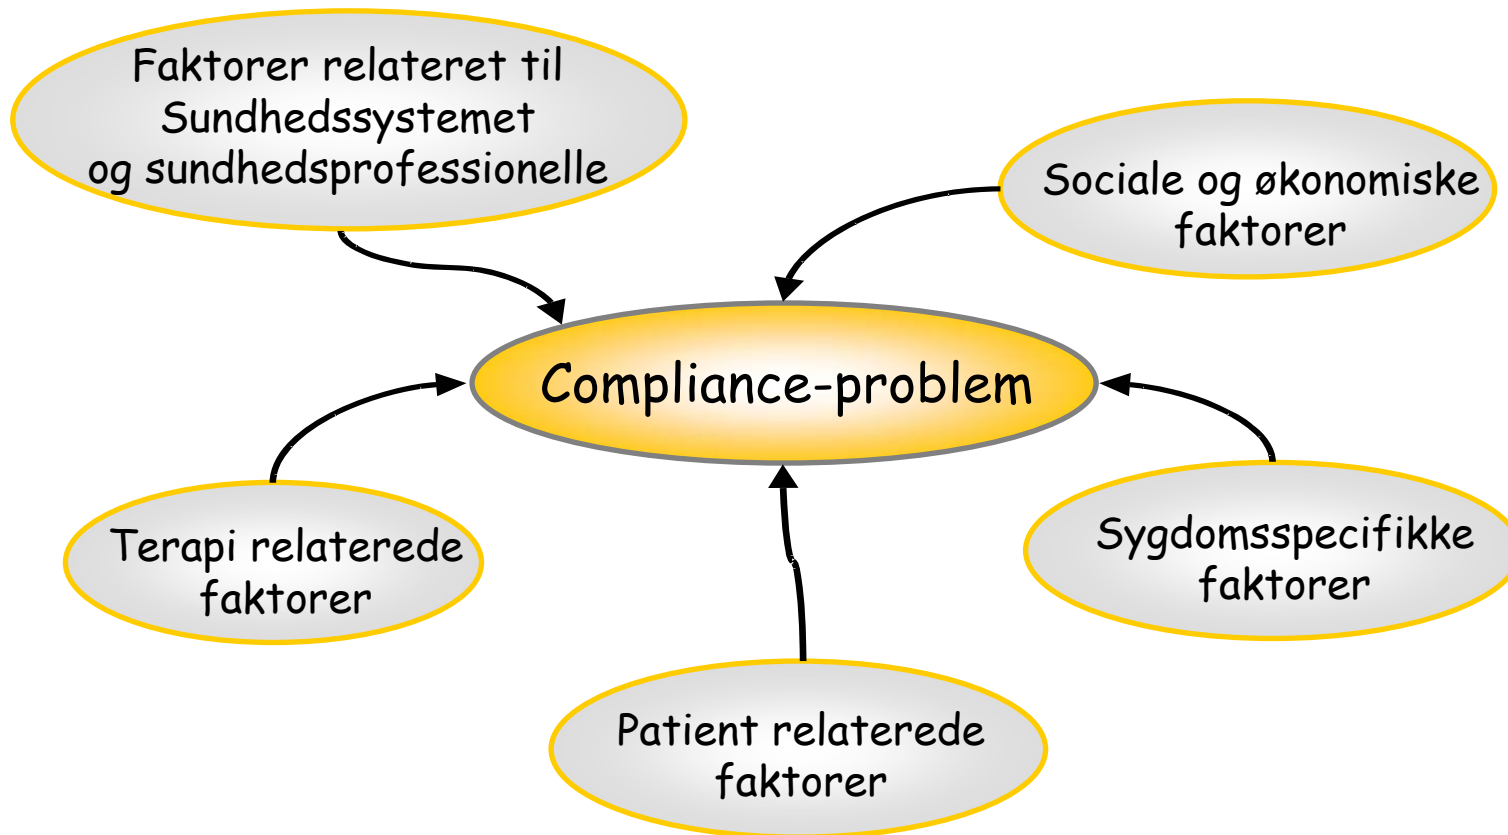 Faktorer relateret til
Sundhedssystemet
og sundhedsprofessionelle
Sociale og økonomiske
faktorer
Compliance-problem
Terapi relaterede
faktorer
Sygdomsspecifikke
faktorer
Patient relaterede
faktorer